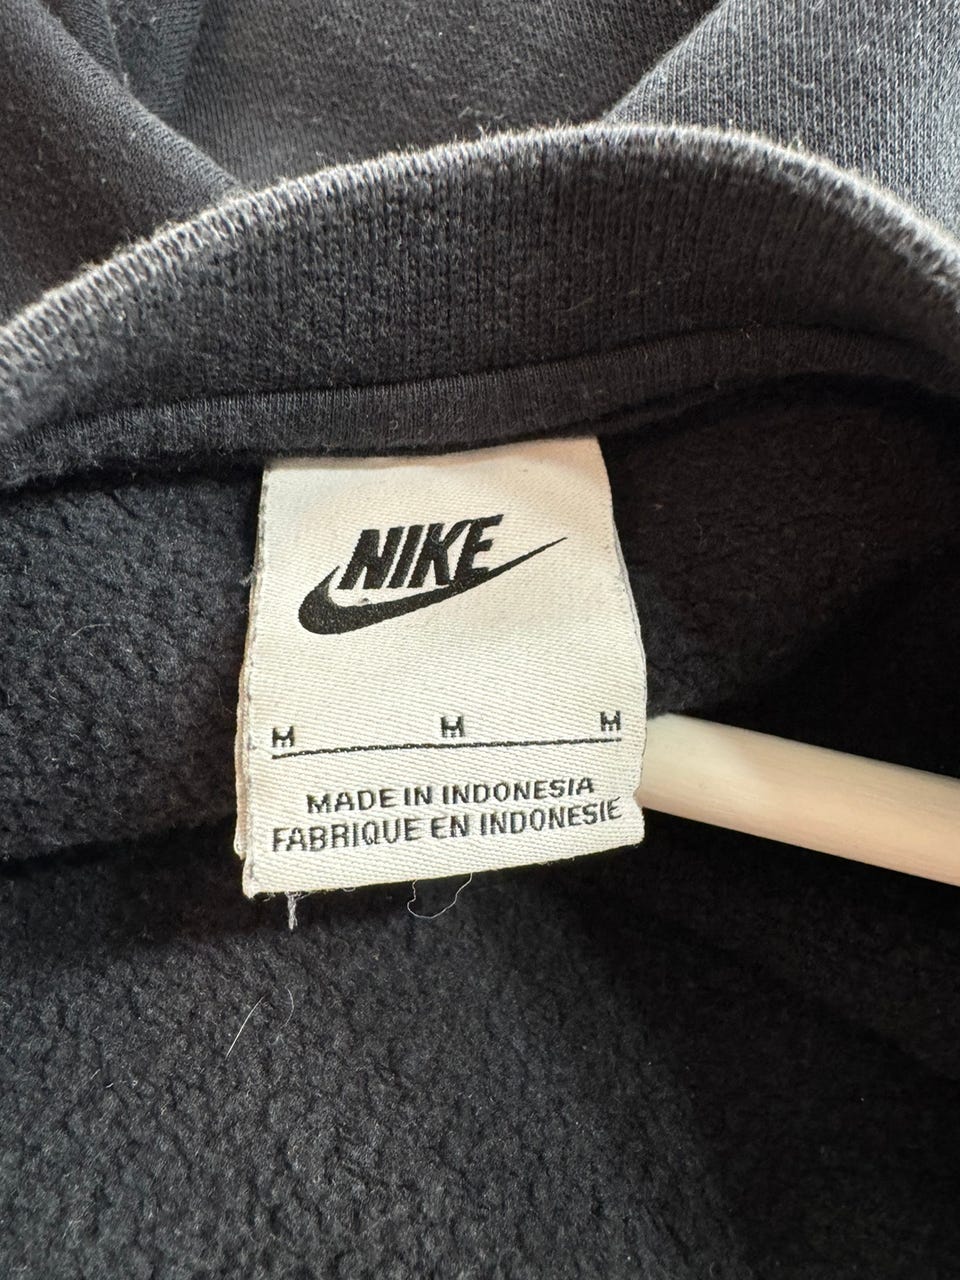 NIKE
M M M
MADE IN INDONESIA
FABRIQUE EN INDONESIE